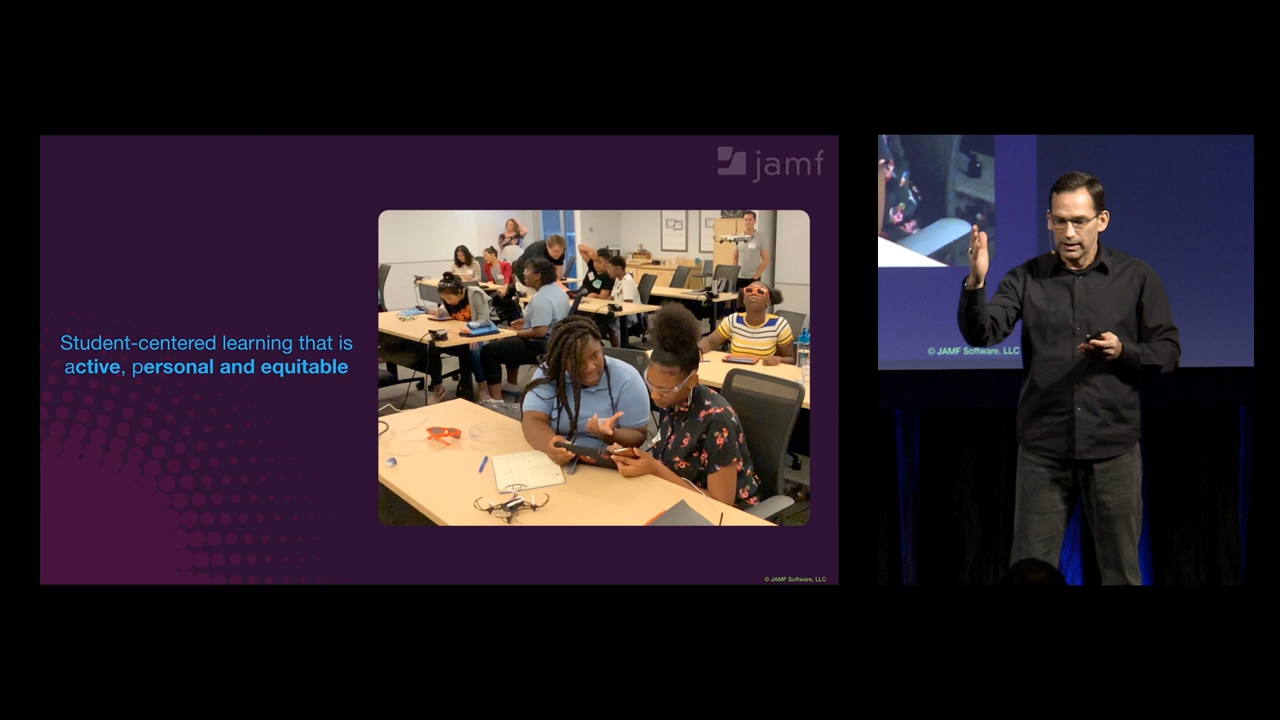 jamf
Student-centered learning that is
active, personal and equitable
© JAMF Software, LLC
© JAMF Software, LLC